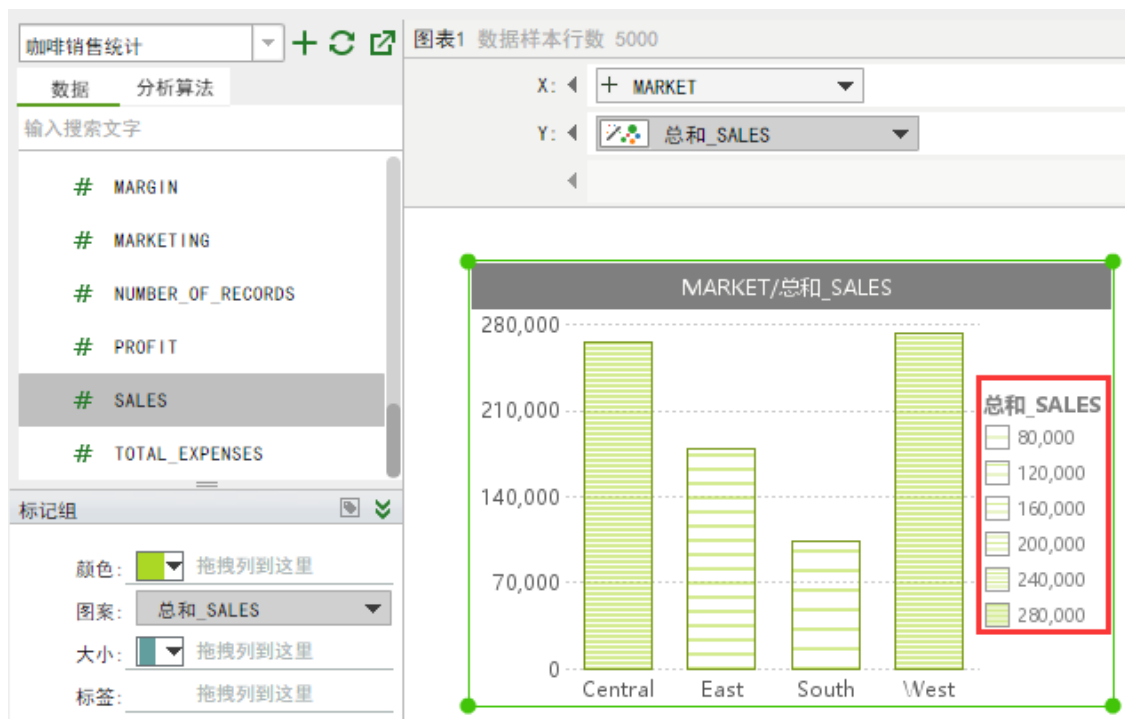 咖啡销售统计
数据 分析算法
输入搜索文字
# MARGIN
# MARKETING
# NUMBER_OF_RECORDS
# PROFIT
# SALES
# TOTAL_EXPENSES
标记组
颜色: 拖拽列到这里
图案: 总和_SALES
大小: 拖拽列到这里
标签: 拖拽列到这里
图表1 数据样本行数 5000
X: + MARKET
Y: 总和_SALES
MARKET/总和_SALES
280,000
210,000
140,000
70,000
0
Central East South West
总和_SALES
80,000
120,000
160,000
200,000
240,000
280,000